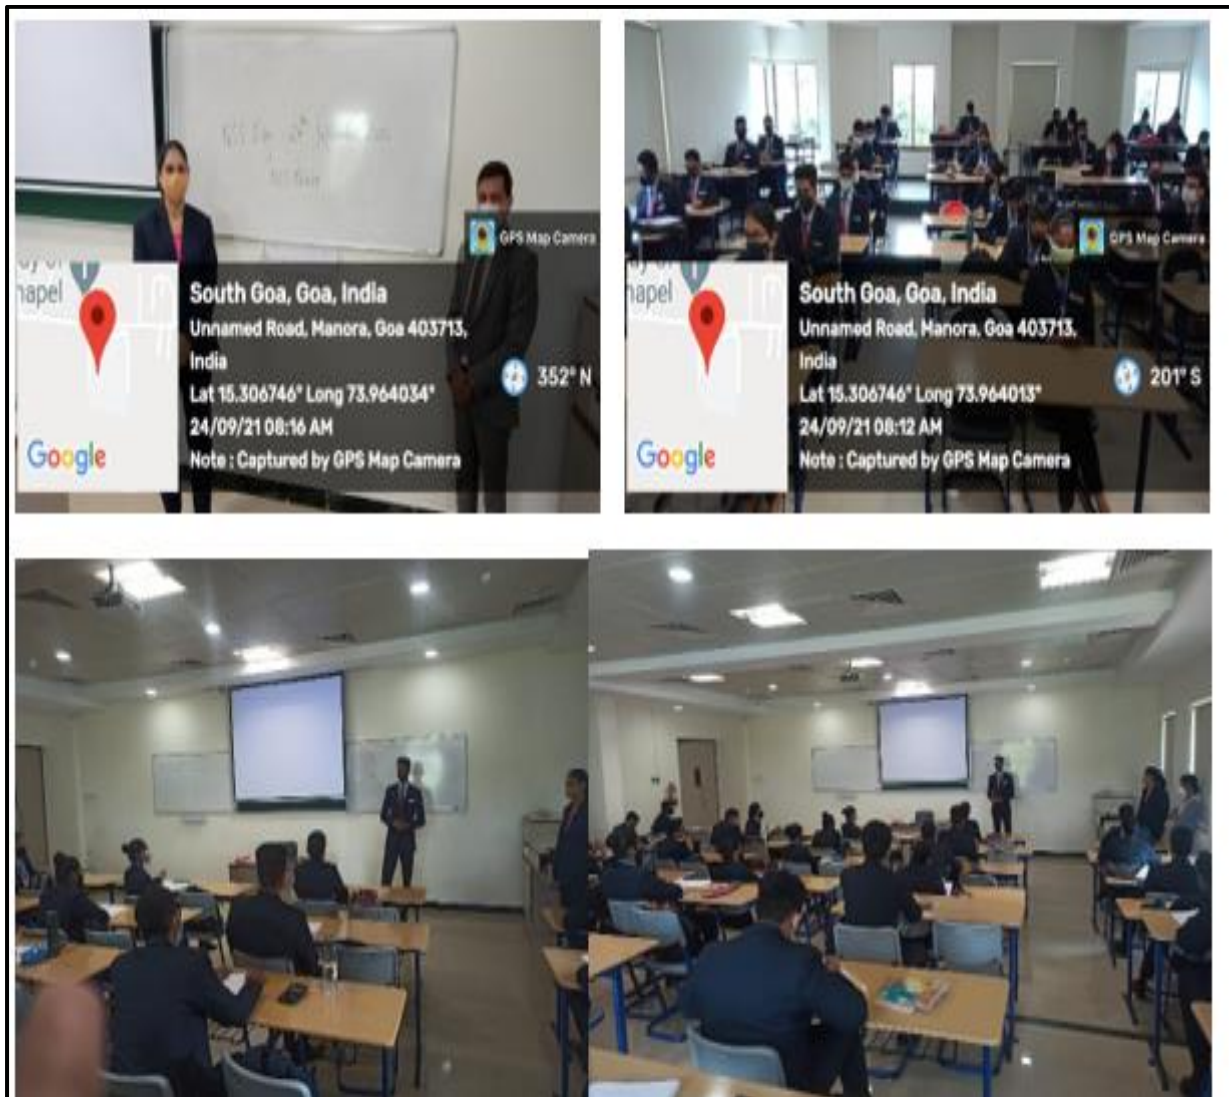 NSS
GPS Map Camera
apel
South Goa, Goa, India
Unnamed Road, Manora, Goa 403713,
India
Lat 15.306746° Long 73.964034°
352° N
24/09/21 08:16 AM
Google
Note : Captured by GPS Map Camera
GPS Map Camera
apel
South Goa, Goa, India
Unnamed Road, Manora, Goa 403713,
India
Lat 15.306746° Long 73.964013°
201° S
24/09/21 08:12 AM
Google
Note : Captured by GPS Map Camera